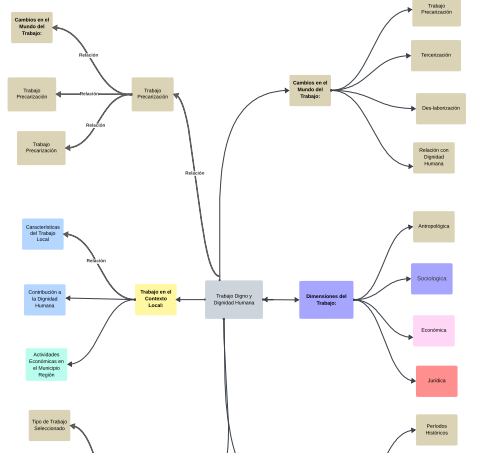 Cambios en el
Mundo del
Trabajo:
Relación
Trabajo
Precarización
Relación
Trabajo
Precarización
Relación
Trabajo
Precarización
Relación
Cambios en el
Mundo del
Trabajo:
Trabajo
Precarización
Tercerización
Des-laborización
Relación con
Dignidad
Humana
Características
del Trabajo
Local
Relación
Contribución a
la Dignidad
Humana
Actividades
Económicas en
el Municipio
Región
Trabajo en el
Contexto
Local:
Trabajo Digno y
Dignidad Humana
Dimensiones del
Trabajo:
Antropológica
Sociológica
Económica
Jurídica
Tipo de Trabajo
Seleccionado
Períodos
Históricos